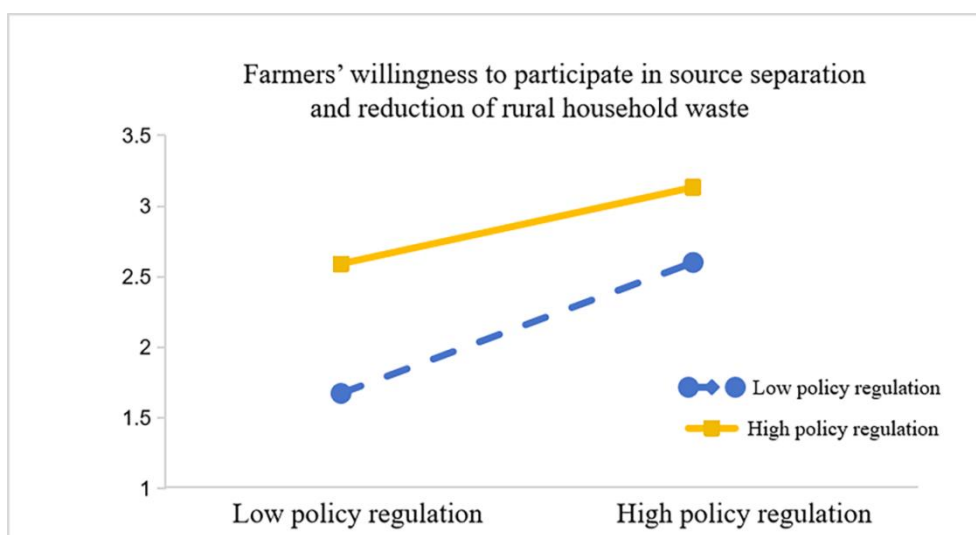 Farmers’ willingness to participate in source separation
and reduction of rural household waste
3.5
3
2.5
2
1.5
1
Low policy regulation
High policy regulation
Low policy regulation
High policy regulation